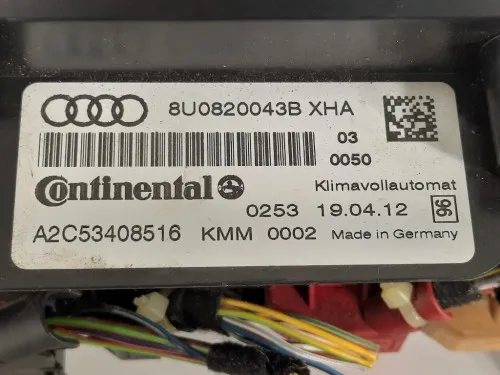 8U0820043B XHA
03
0050
Continental
Klimavollautomat
0253 19.04.12 96
A2C53408516 KMM 0002 Made in Germany